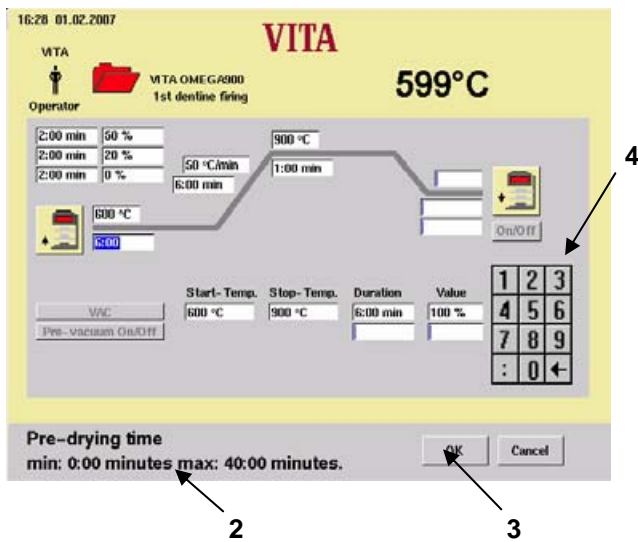 16:28 01.02.2007
VITA
VITA
Operator
VITA OMEGA900
1st dentine firing
599°C
2:00 min 50 %
2:00 min 20 %
2:00 min 0 %
50 °C/min
6:00 min
900 °C
1:00 min
600 °C
6:00
On/Off
4
VAC
Pre-vacuum On/Off
Start-Temp. Stop-Temp. Duration Value
600 °C 900 °C 6:00 min 100 %
1 2 3
4 5 6
7 8 9
: 0 ←
Pre-drying time
min: 0:00 minutes max: 40:00 minutes.
OK Cancel
2 3